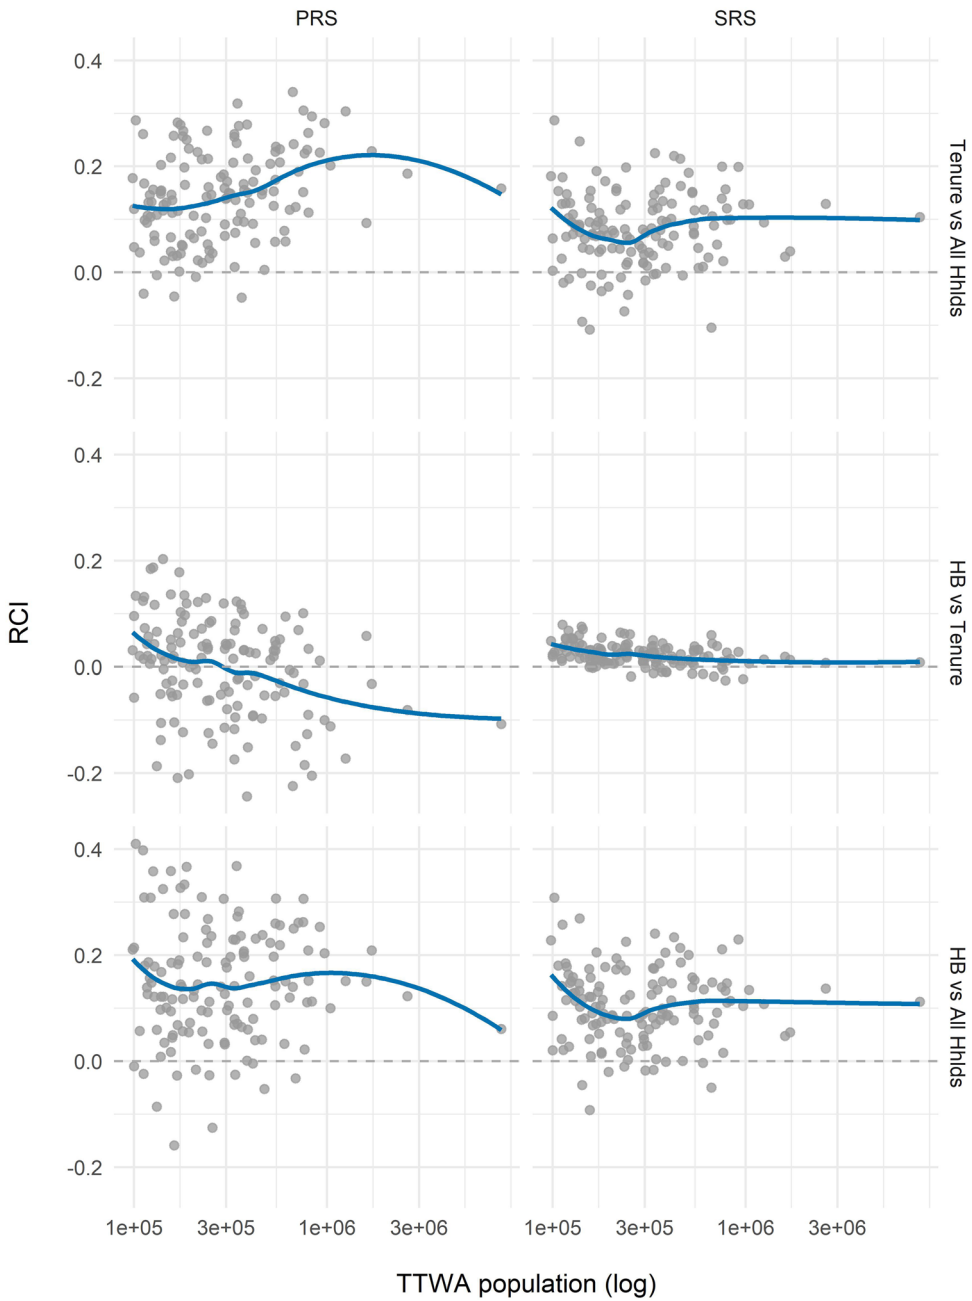 PRS SRS
0.4
0.2
0.0
-0.2
Tenure vs All Hhlds
0.4
0.2
0.0
-0.2
HB vs Tenure
0.4
0.2
0.0
-0.2
HB vs All Hhlds
RCI
1e+05 3e+05 1e+06 3e+06 1e+05 3e+05 1e+06 3e+06
TTWA population (log)